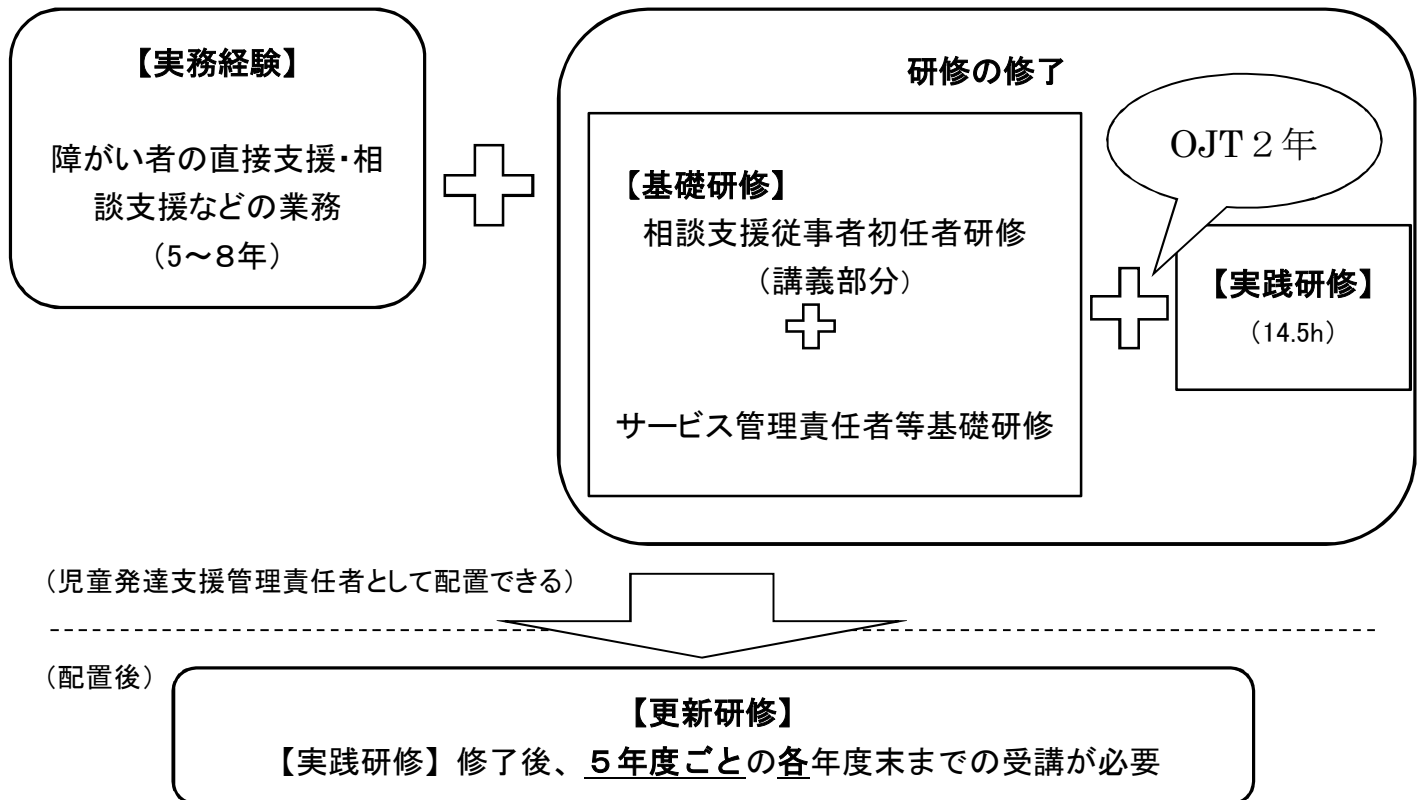 【実務経験】
障がい者の直接支援・相
談支援などの業務
（5～８年）
研修の修了
OJT２年
【基礎研修】
相談支援従事者初任者研修
（講義部分）
サービス管理責任者等基礎研修
【実践研修】
（14.5h）
（児童発達支援管理責任者として配置できる）
（配置後）
【更新研修】
【実践研修】修了後、５年度ごとの各年度末までの受講が必要